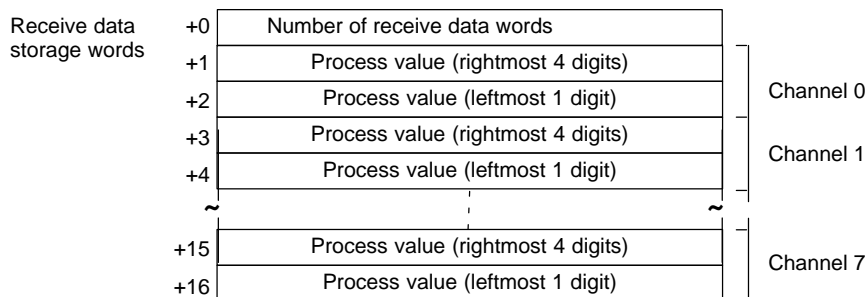 Receive data
storage words
+0 Number of receive data words
+1 Process value (rightmost 4 digits)
+2 Process value (leftmost 1 digit)
Channel 0
+3 Process value (rightmost 4 digits)
+4 Process value (leftmost 1 digit)
Channel 1
~ ~
+15 Process value (rightmost 4 digits)
+16 Process value (leftmost 1 digit)
Channel 7